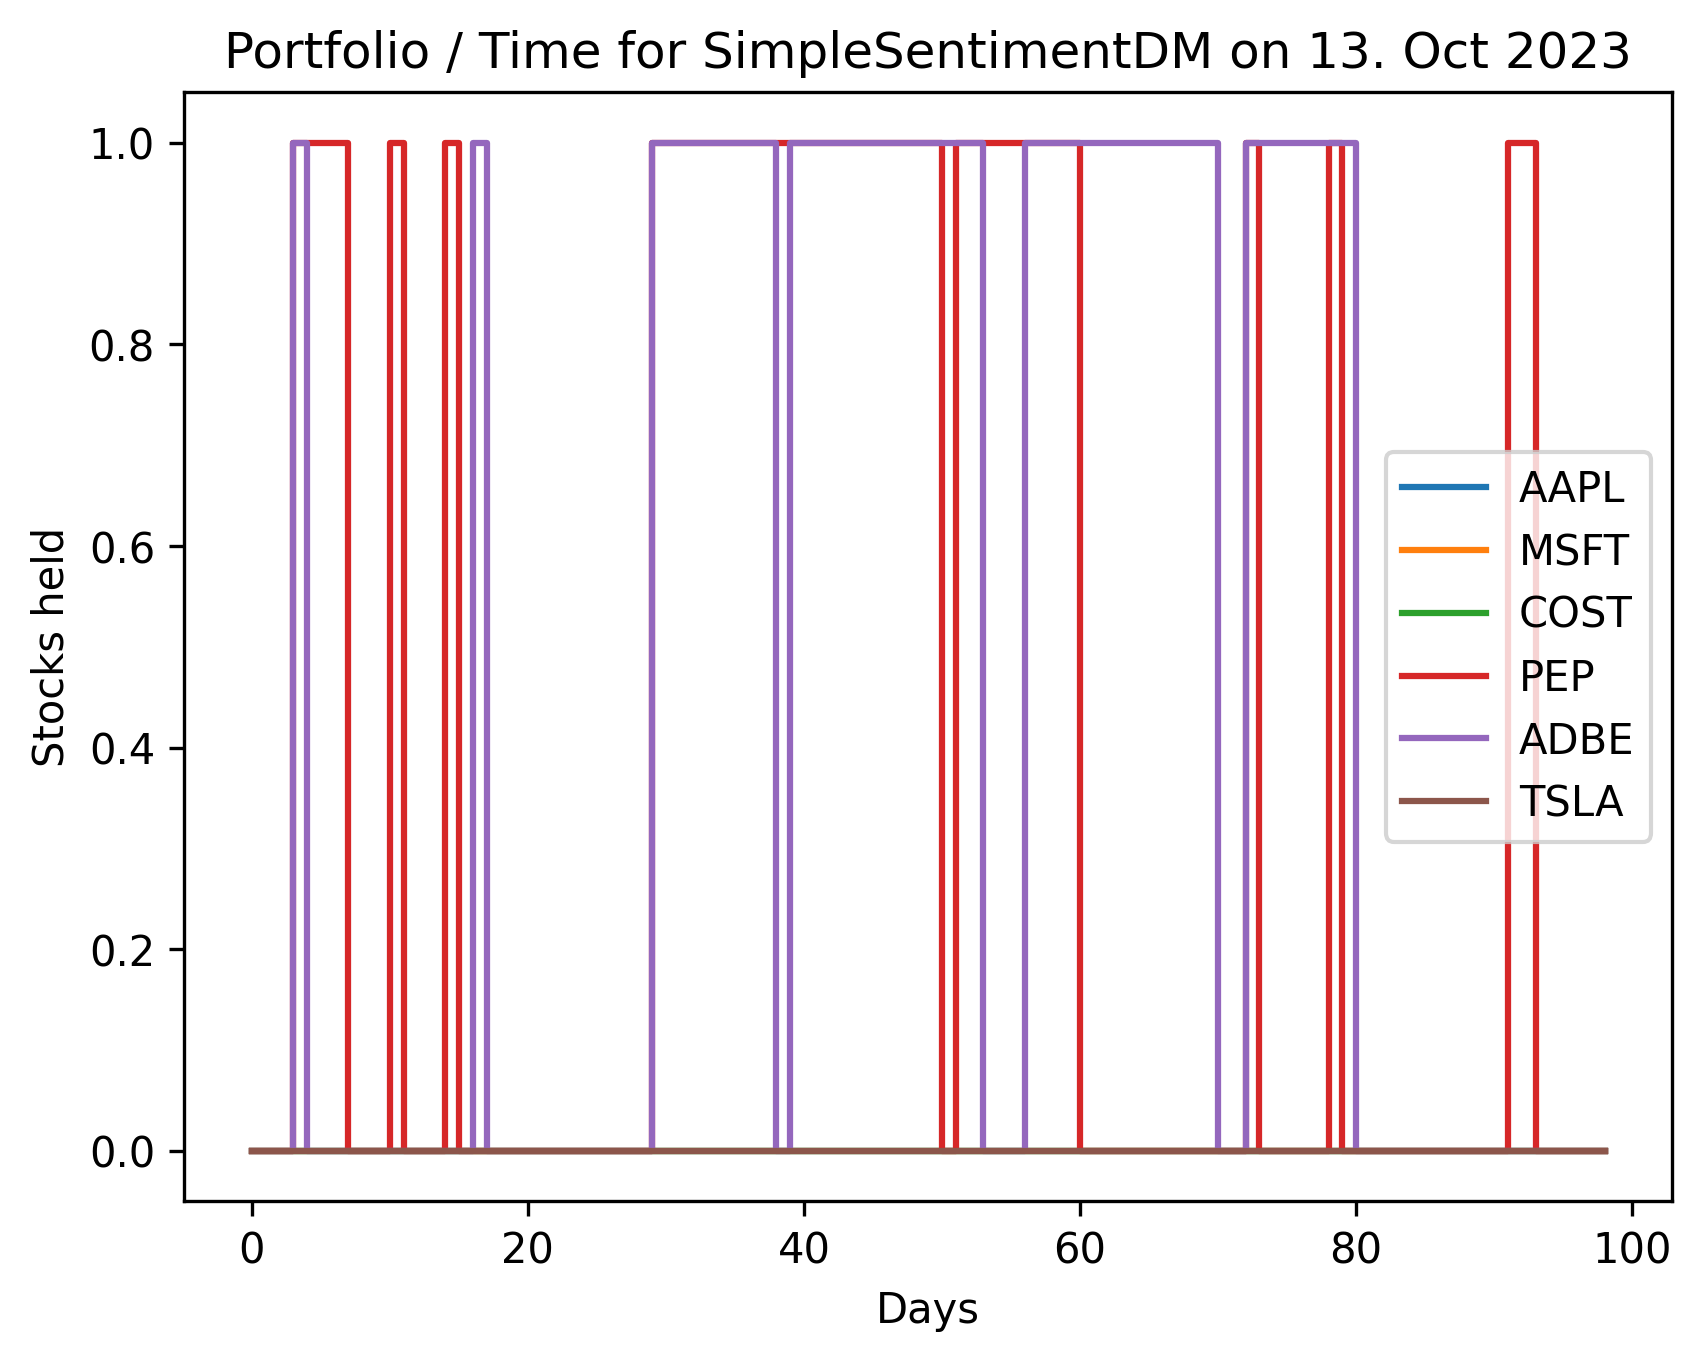 Portfolio / Time for SimpleSentimentDM on 13. Oct 2023
1.0
0.8
0.6
0.4
0.2
0.0
Stocks held
AAPL
MSFT
COST
PEP
ADBE
TSLA
0 20 40 60 80 100
Days